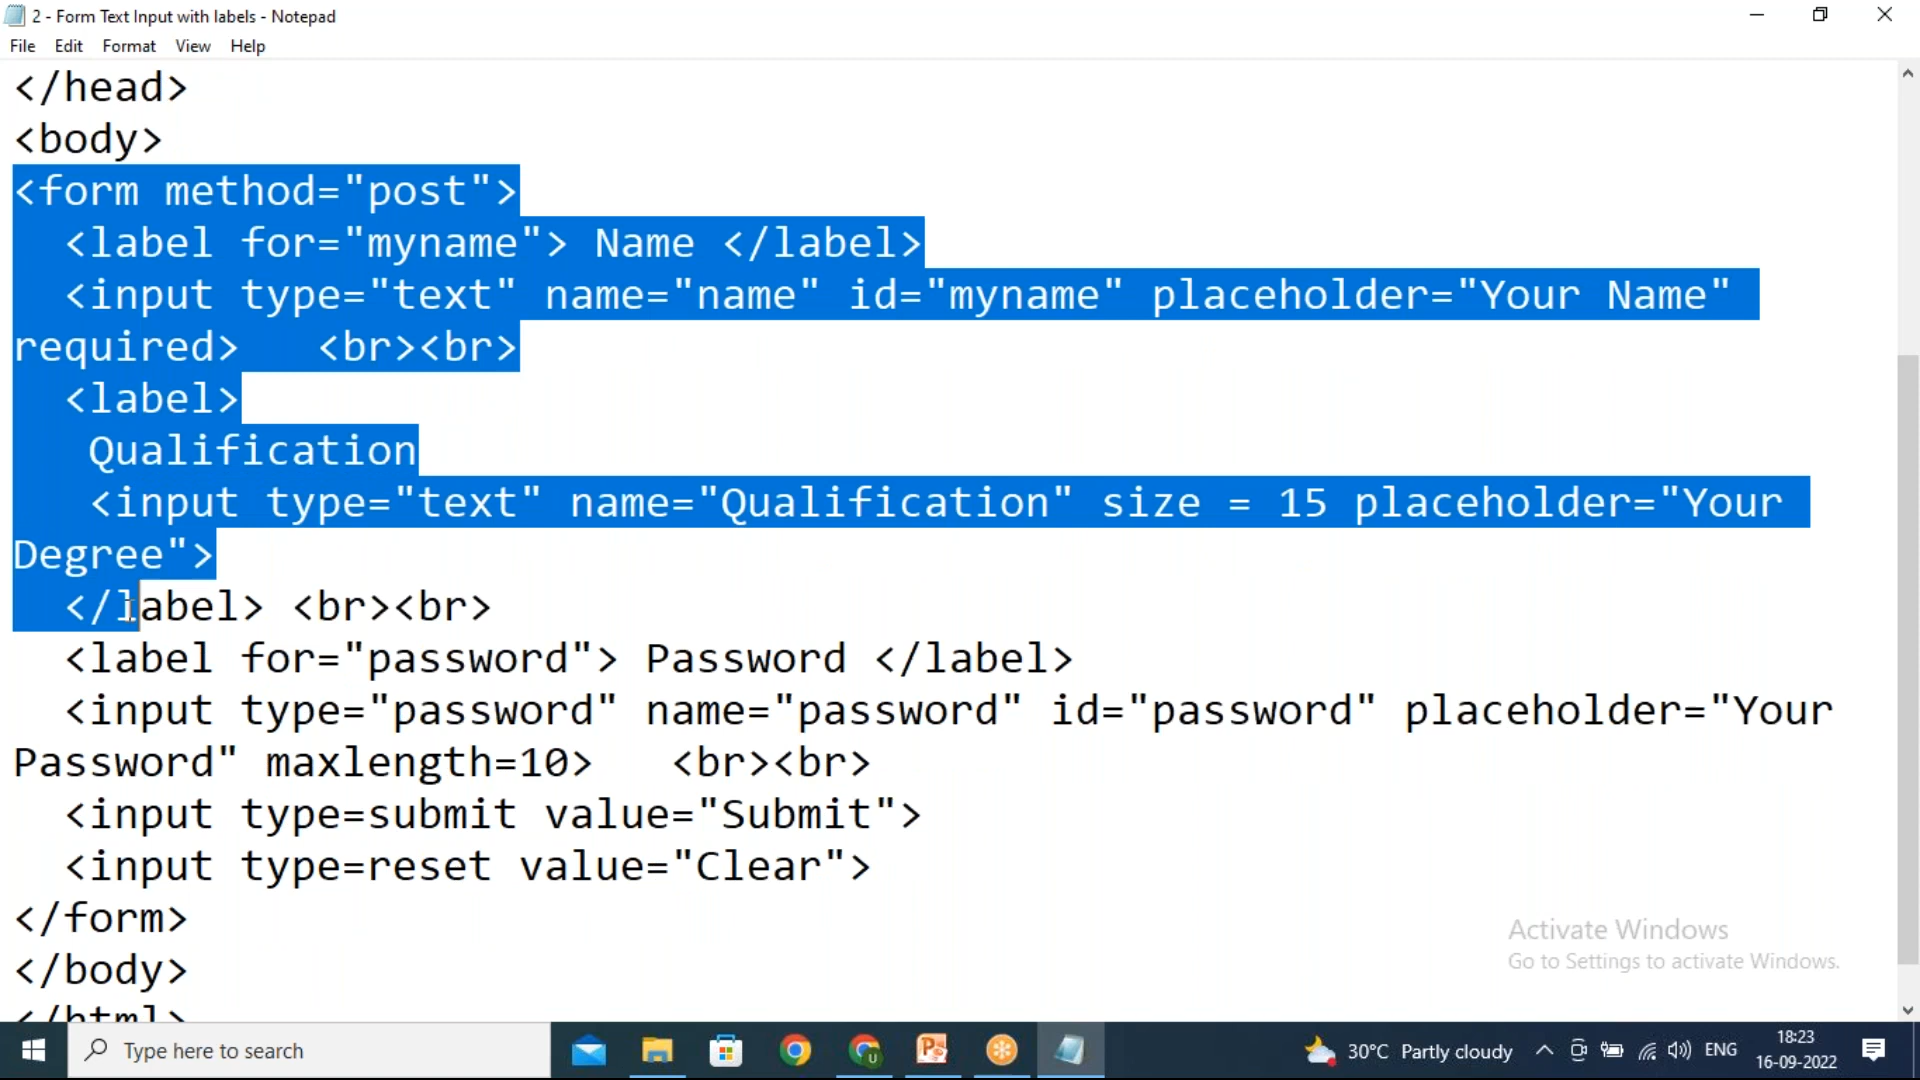 2 - Form Text Input with labels - Notepad
File Edit Format View Help
</head>
<body>
<form method="post">
  <label for="myname"> Name </label>
  <input type="text" name="name" id="myname" placeholder="Your Name"
required>   <br><br>
  <label>
   Qualification
   <input type="text" name="Qualification" size = 15 placeholder="Your
Degree">
  </label> <br><br>
  <label for="password"> Password </label>
  <input type="password" name="password" id="password" placeholder="Your
Password" maxlength=10>   <br><br>
  <input type=submit value="Submit">
  <input type=reset value="Clear">
</form>
</body>
</html>
Activate Windows
Go to Settings to activate Windows.
Type here to search
30°C Partly cloudy
ENG
18:23
16-09-2022